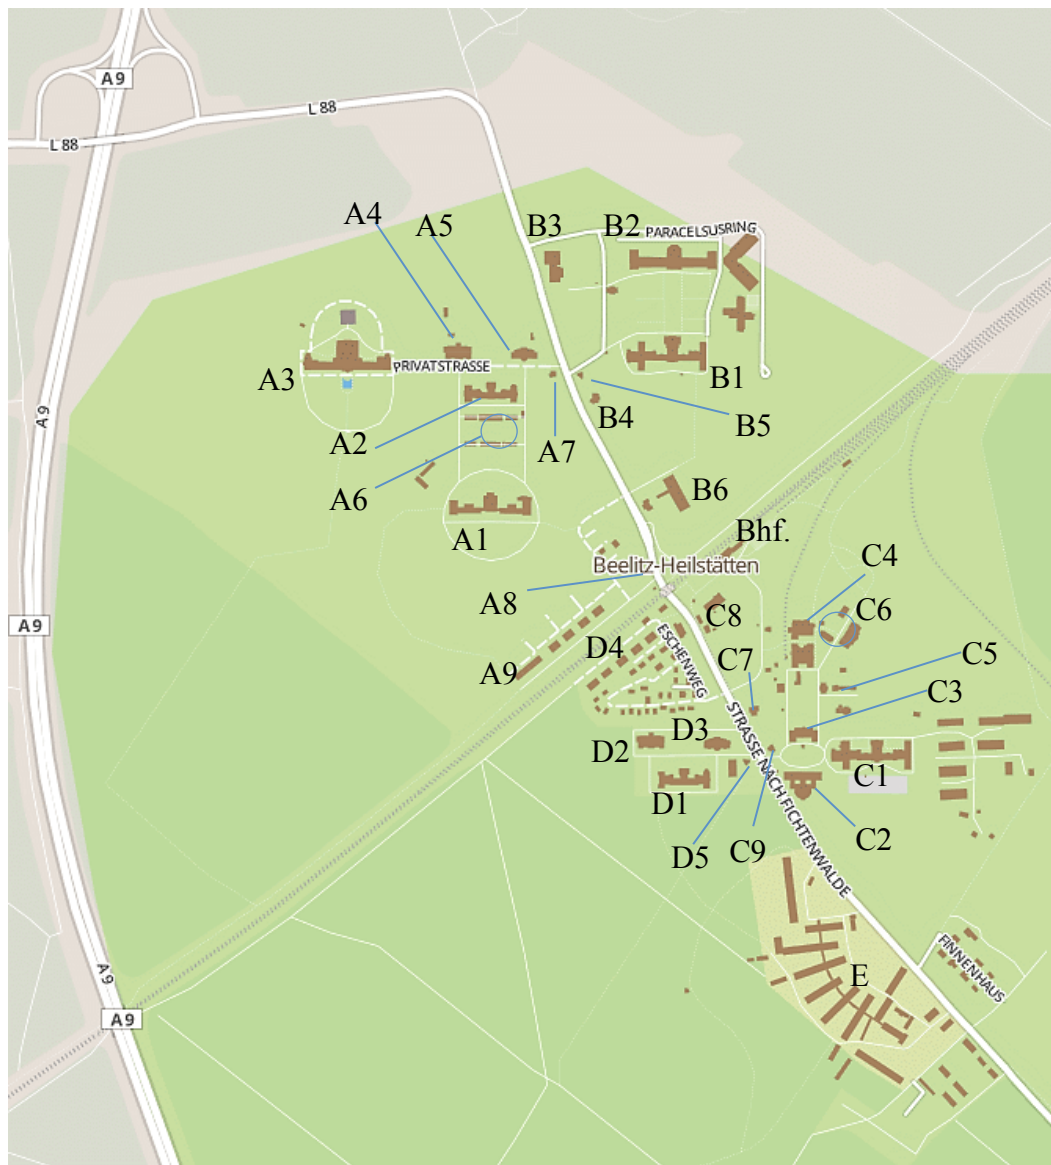 A9
L 88
L 88
A4
A5
B3
B2
PARACELSUSRING
A3
PRIVATSTRASSE
B1
A9
A2
B4
B5
A7
A6
B6
A1
Bhf.
Beelitz-Heilstätten
C4
A8
C6
C8
A9
D4
ESCHENWEG
C7
C5
A9
C3
STRASSE NACH FICHTENWALDE
D3
D2
C1
D1
D5
C9
C2
A9
E
FINNENHAUS
A9